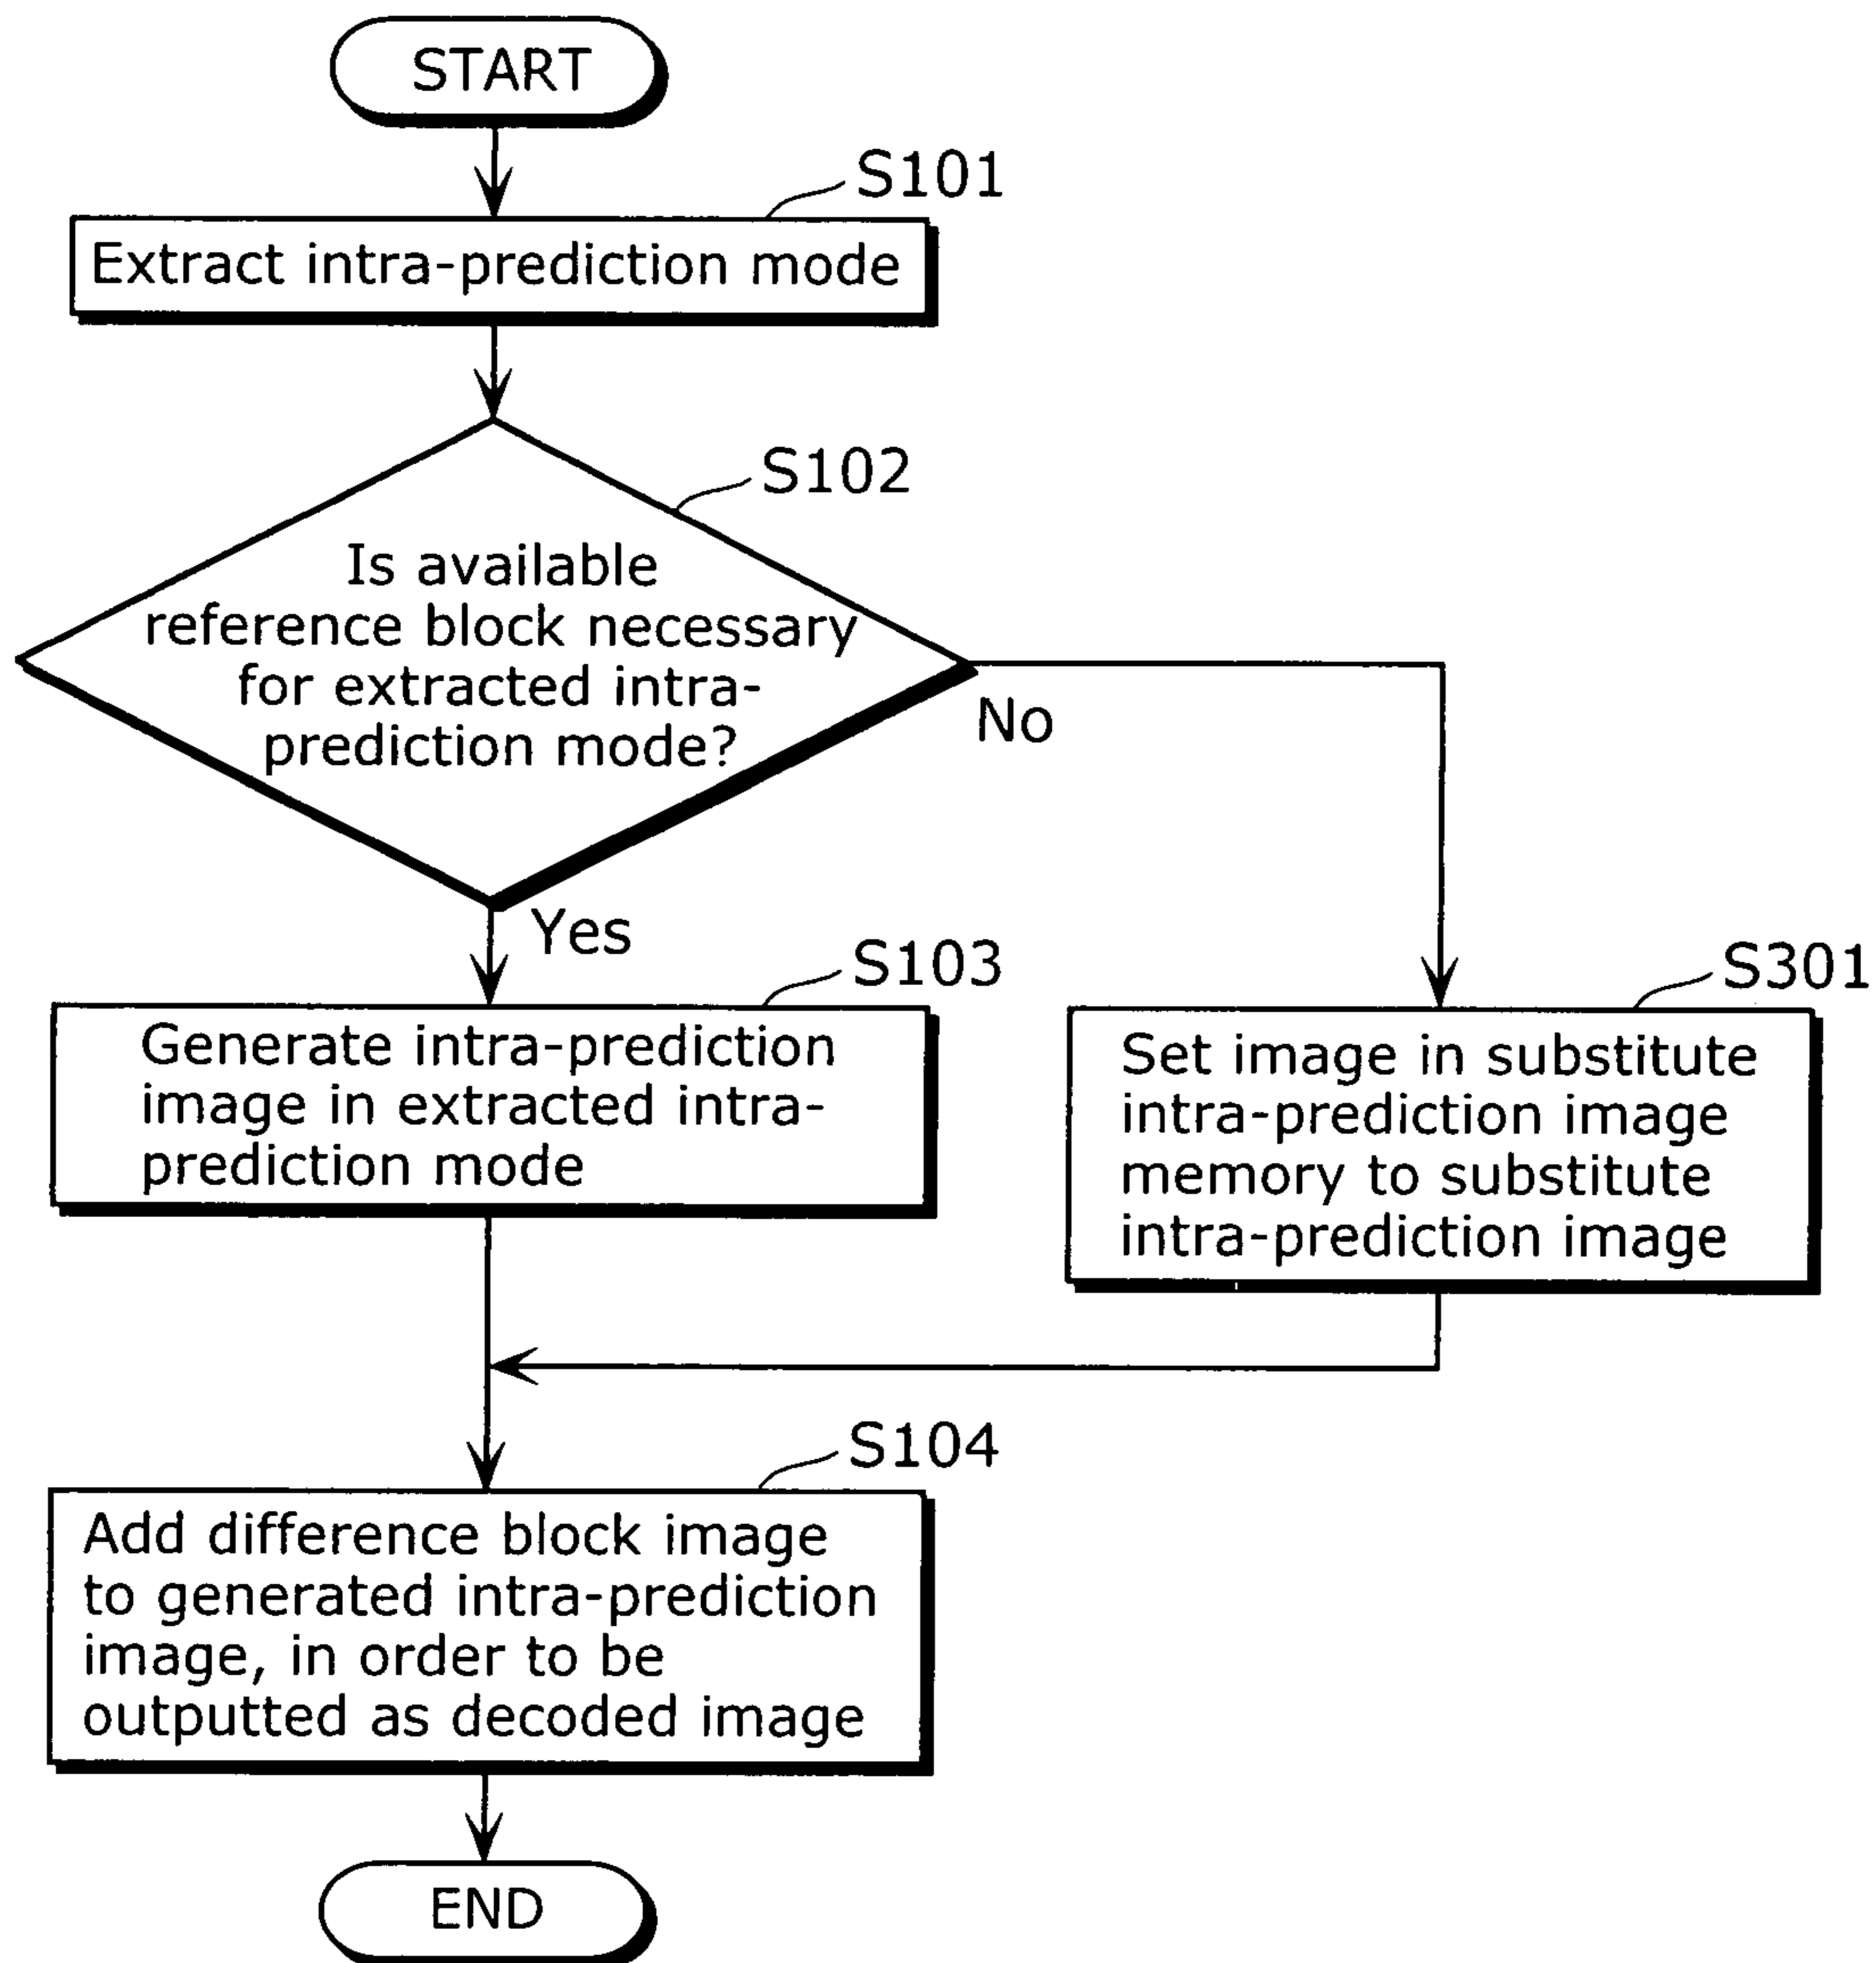 START
S101
Extract intra-prediction mode
S102
Is available
reference block necessary
for extracted intra-
prediction mode?
No
Yes
S103
Generate intra-prediction
image in extracted intra-
prediction mode
S301
Set image in substitute
intra-prediction image
memory to substitute
intra-prediction image
S104
Add difference block image
to generated intra-prediction
image, in order to be
outputted as decoded image
END